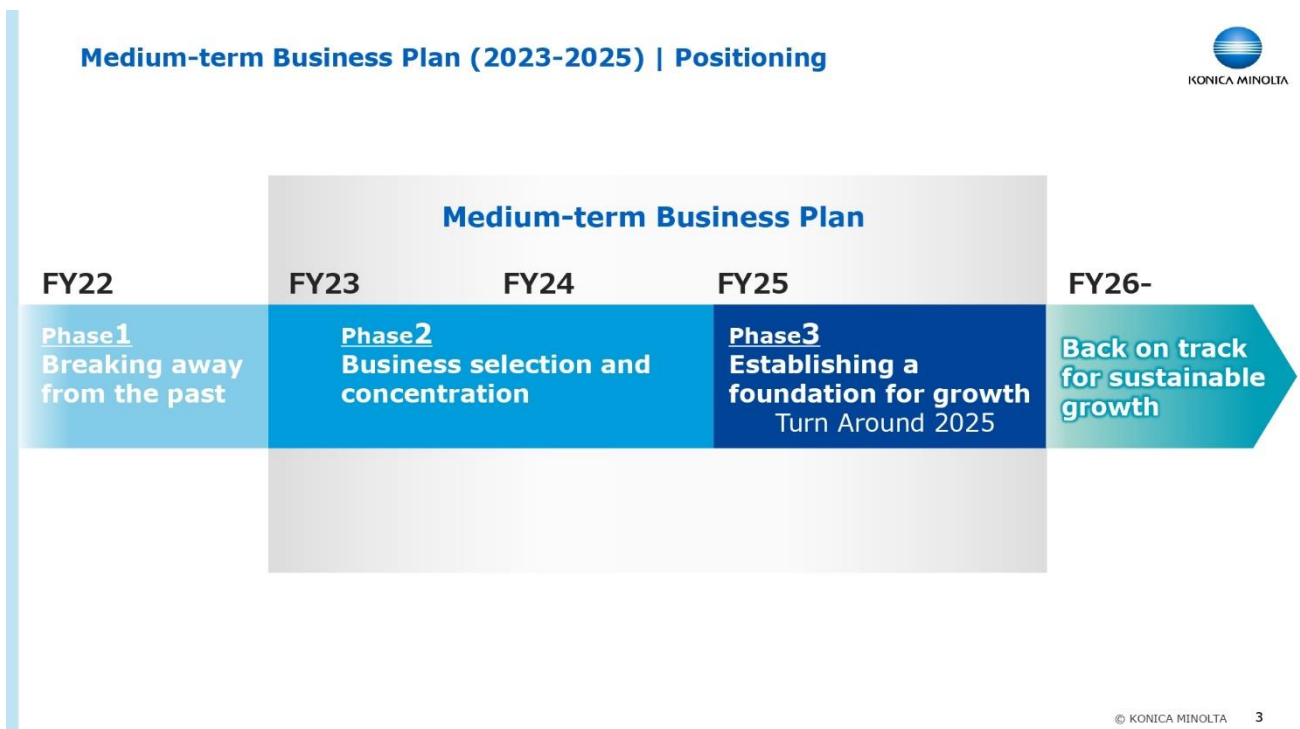 Medium-term Business Plan (2023-2025) | Positioning
KONICA MINOLTA
Medium-term Business Plan
FY22
FY23
FY24
FY25
FY26-
Phase1
Breaking away
from the past
Phase2
Business selection and
concentration
Phase3
Establishing a
foundation for growth
Turn Around 2025
Back on track
for sustainable
growth
© KONICA MINOLTA
3